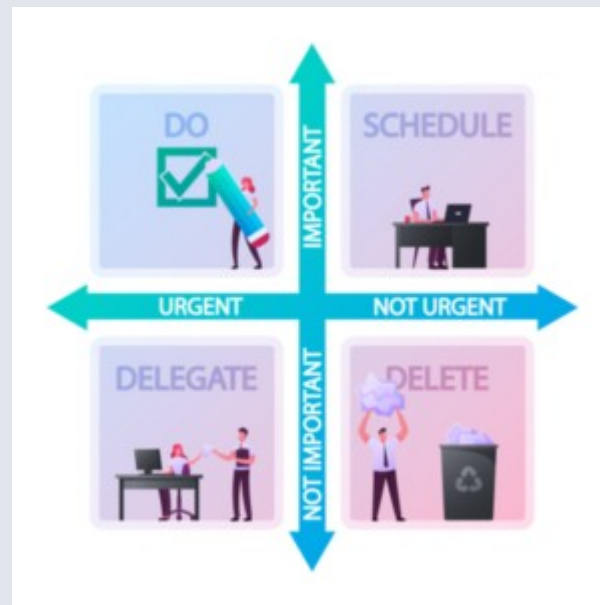 DO
SCHEDULE
IMPORTANT
URGENT
NOT URGENT
DELEGATE
DELETE
NOT IMPORTANT